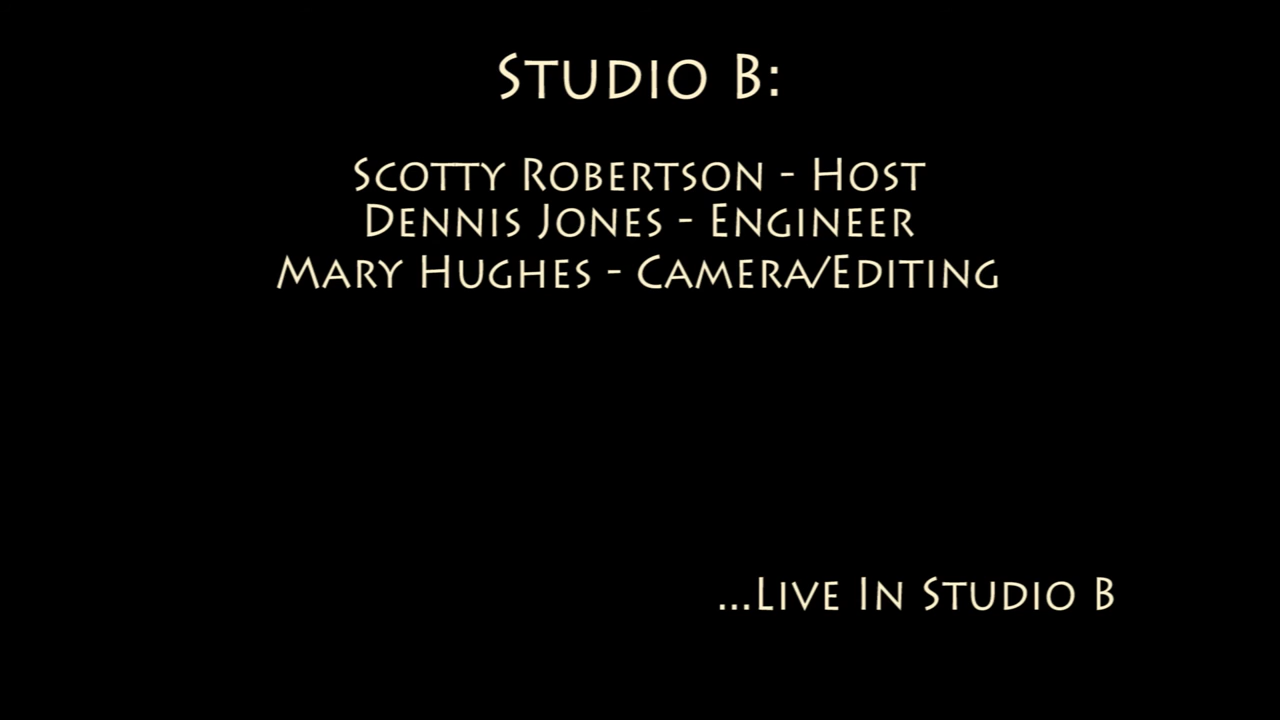 Studio B:
Scotty Robertson - Host
Dennis Jones - Engineer
Mary Hughes - Camera/Editing
...Live In Studio B